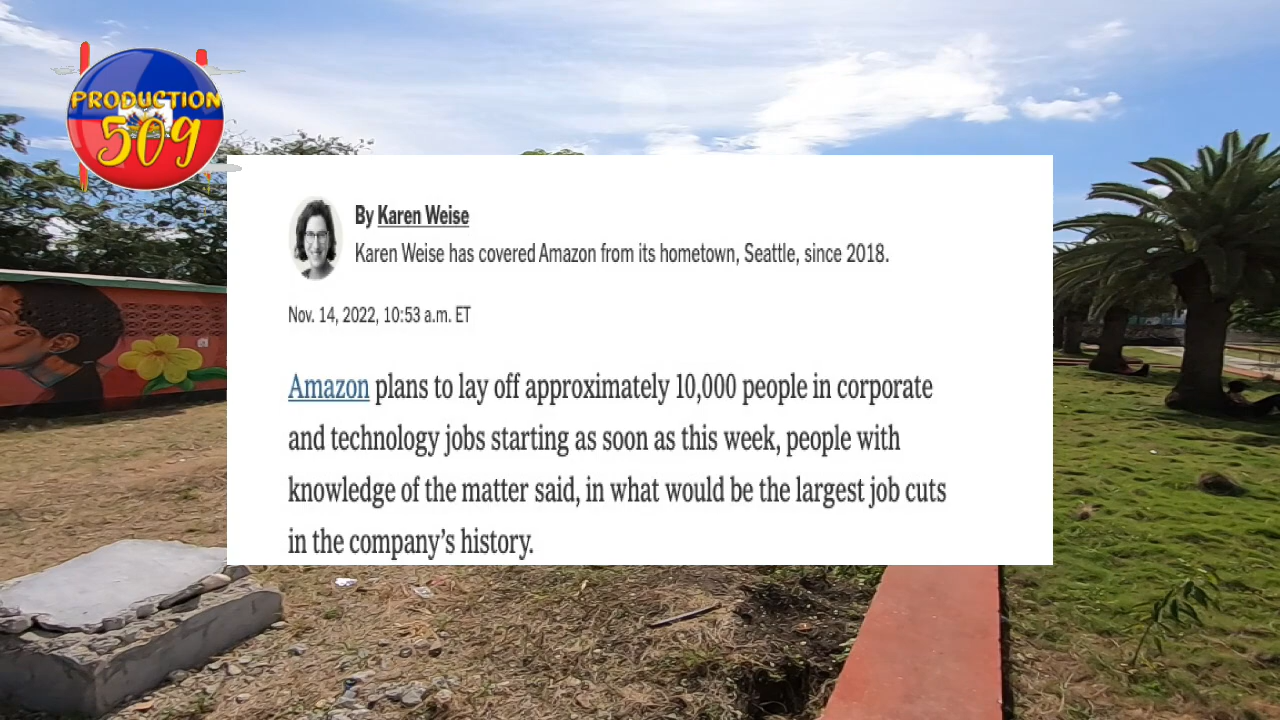 PRODUCTION
509
By Karen Weise
Karen Weise has covered Amazon from its hometown, Seattle, since 2018.
Nov. 14, 2022, 10:53 a.m. ET
Amazon plans to lay off approximately 10,000 people in corporate
and technology jobs starting as soon as this week, people with
knowledge of the matter said, in what would be the largest job cuts
in the company’s history.